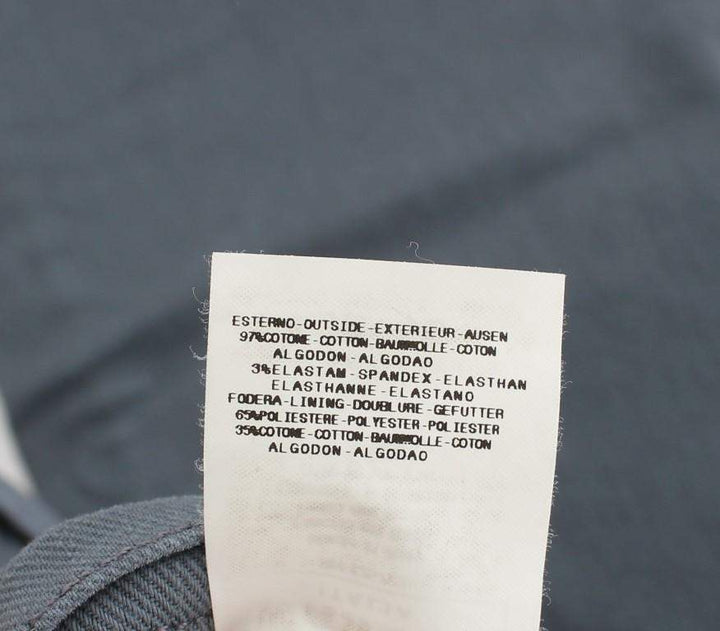 ESTERNO-OUTSIDE-EXTERIEUR-AUSEN
97%COTONE-COTTON-BAUMWOLLE-COTON
ALGODON-ALGODAO
3%ELASTAM-SPANDEX-ELASTHAN
ELASTHANNE-ELASTANO
FODERA-LINING-DOUBLURE-GEFUTTER
65%POLIESTERE-POLYESTER-POLIESTER
35%COTONE-COTTON-BAUMWOLLE-COTON
ALGODON-ALGODAO